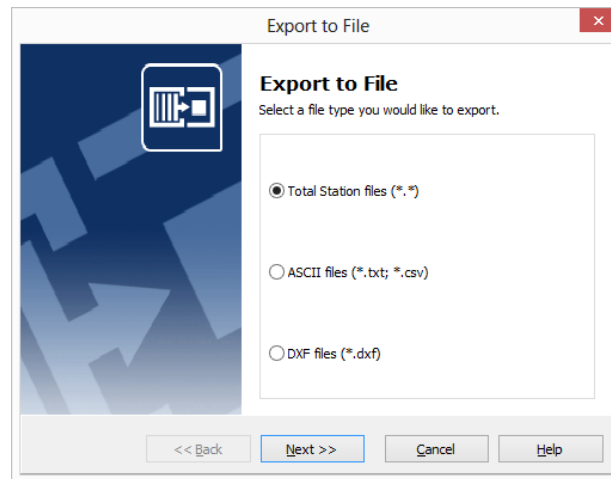 Export to File
Export to File
Select a file type you would like to export.
Total Station files (*.*)
ASCII files (*.txt; *.csv)
DXF files (*.dxf)
<< Back Next >> Cancel Help